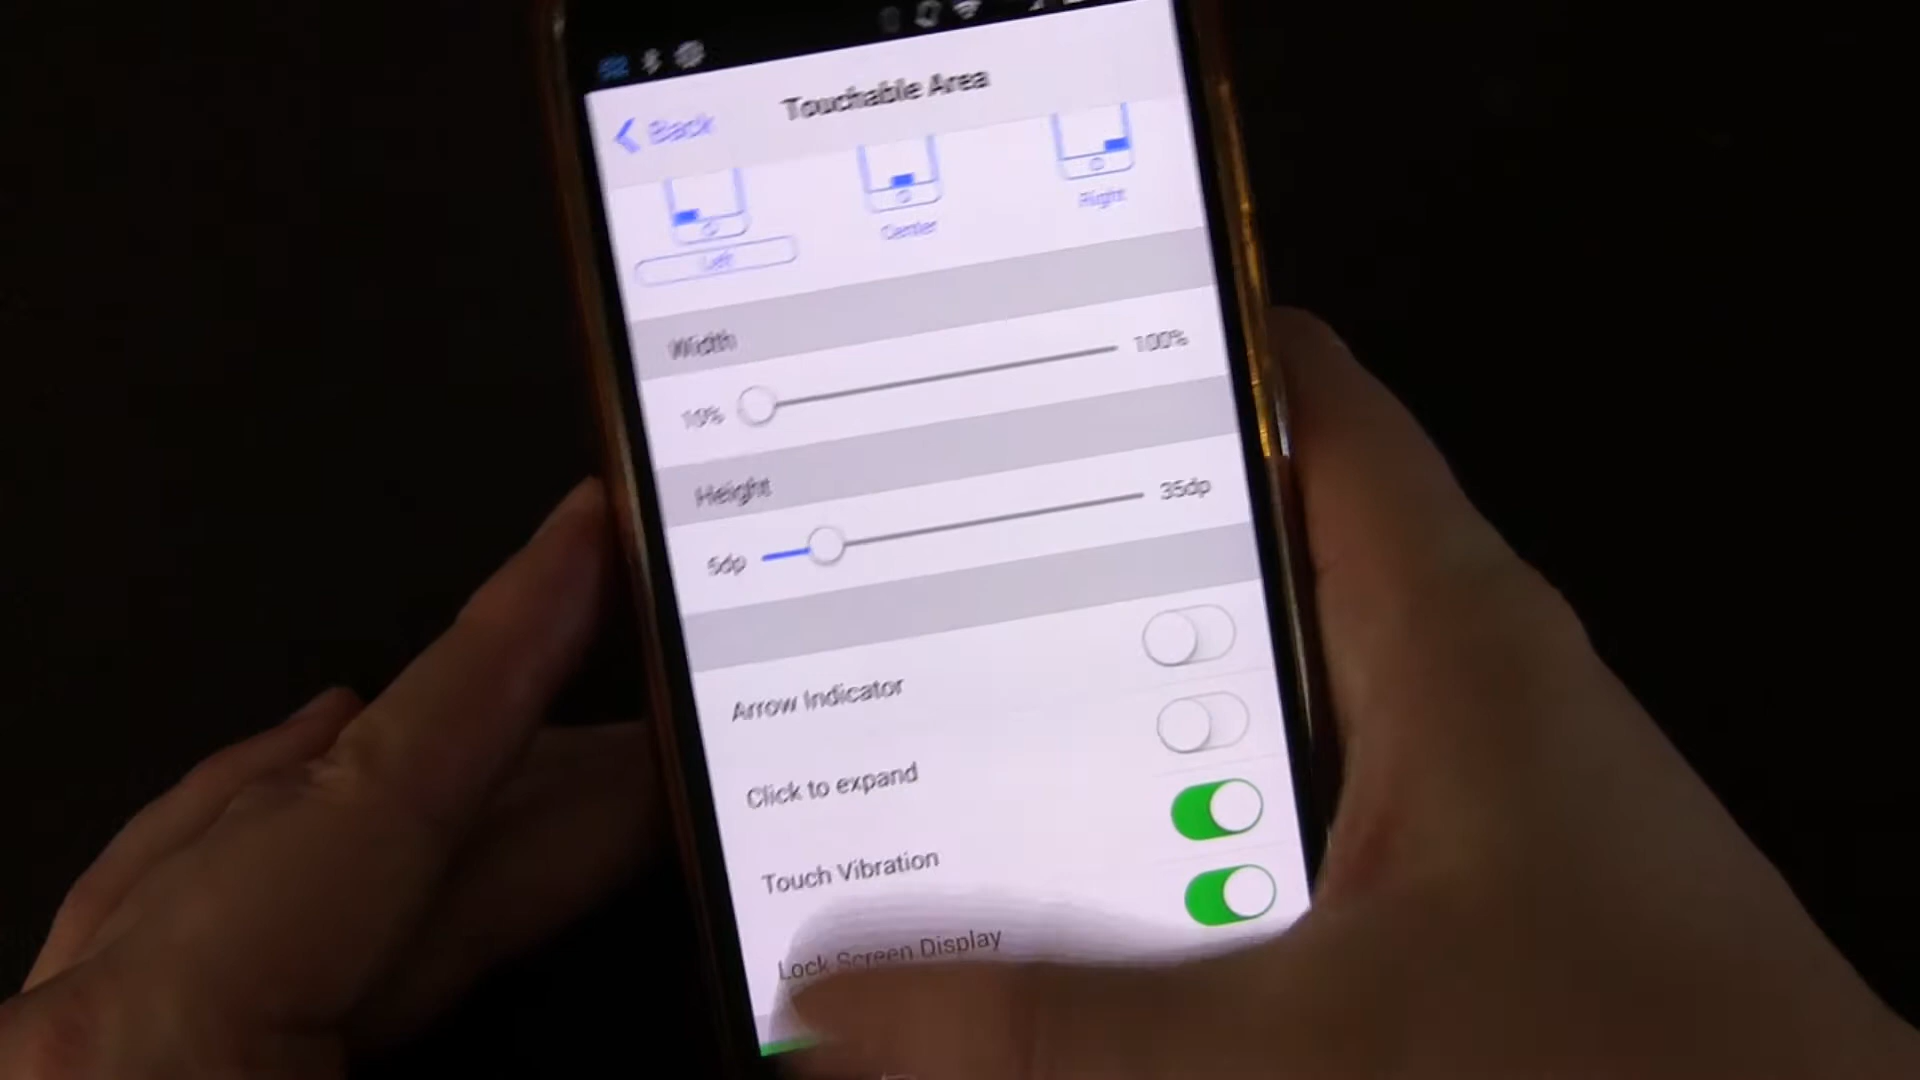 Touchable Area
Back
Left
Center
Right
Width
10%
100%
Height
5dp
35dp
Arrow Indicator
Click to expand
Touch Vibration
Lock Screen Display